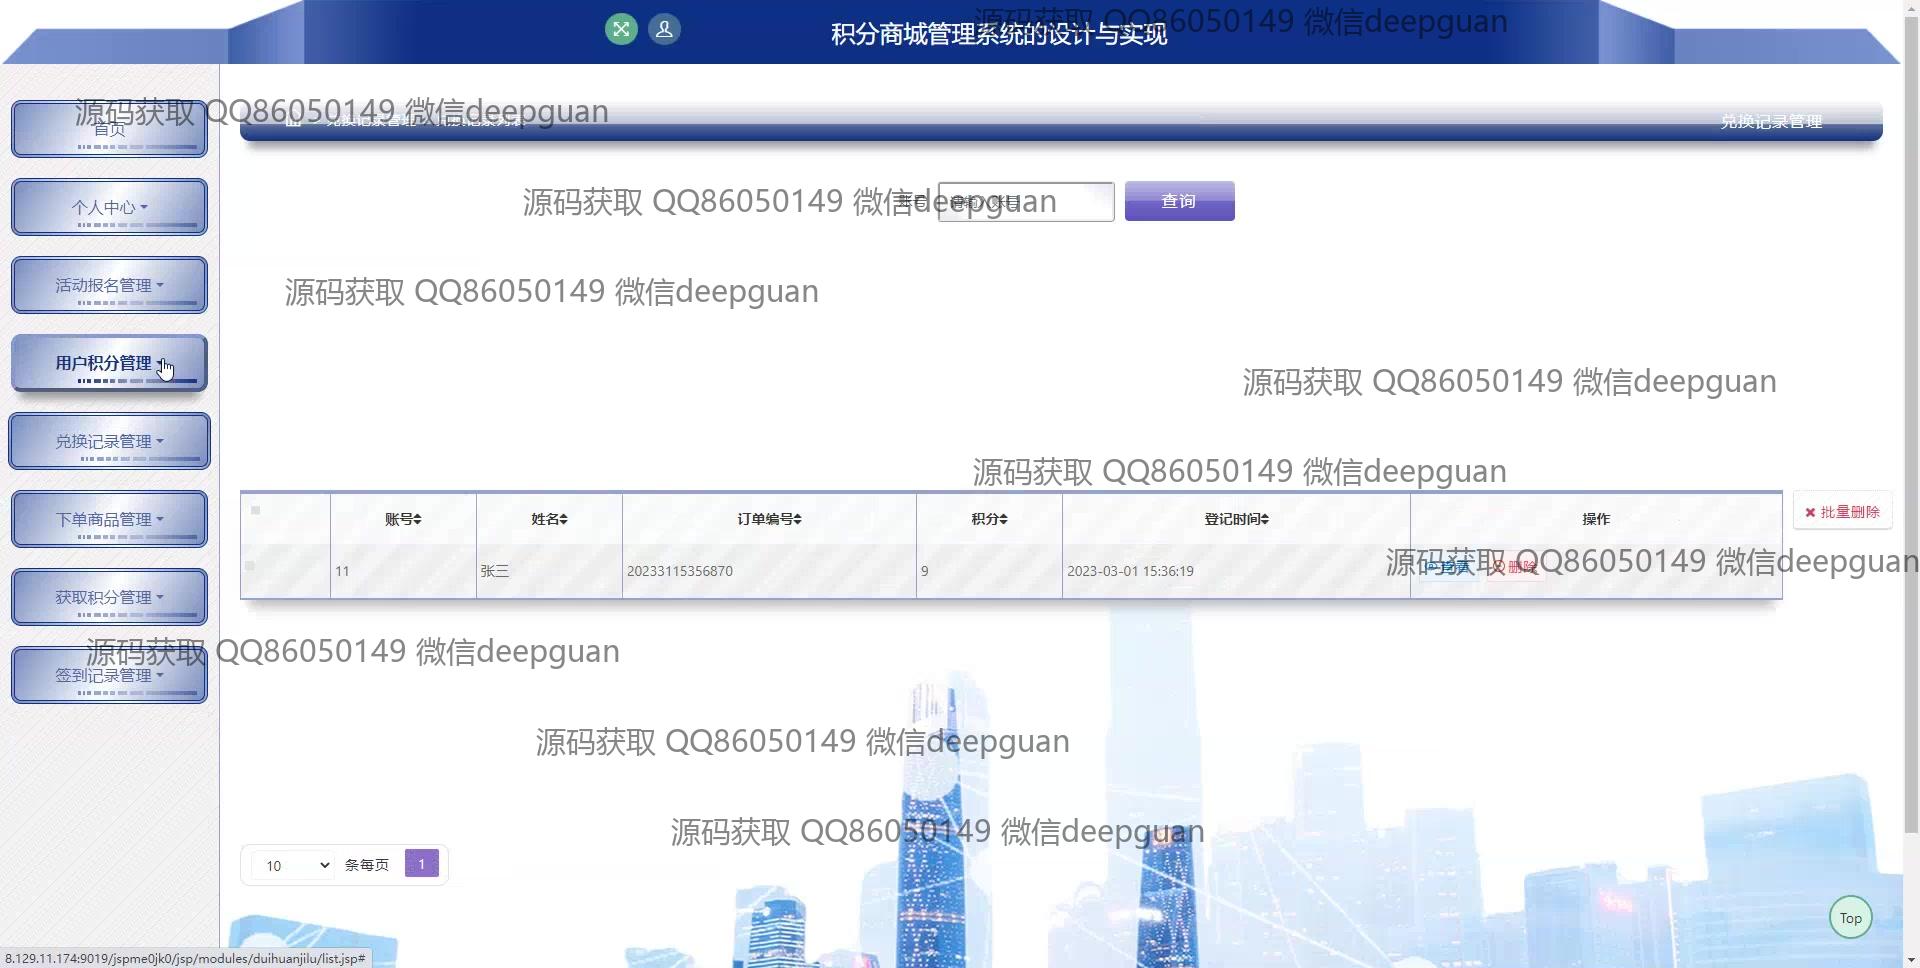 积分商城管理系统的设计与实现
源码获取 QQ86050149 微信deepguan
源码获取 QQ86050149 微信deepguan
首页
兑换记录管理
兑换记录管理
个人中心
源码获取 QQ86050149 微信deepguan
查询
活动报名管理
源码获取 QQ86050149 微信deepguan
用户积分管理
源码获取 QQ86050149 微信deepguan
兑换记录管理
源码获取 QQ86050149 微信deepguan
下单商品管理
账号 姓名 订单编号 积分 登记时间 操作
批量删除
11 张三 20233115356870 9 2023-03-01 15:36:19 删除
源码获取 QQ86050149 微信deepguan
获取积分管理
源码获取 QQ86050149 微信deepguan
签到记录管理
源码获取 QQ86050149 微信deepguan
源码获取 QQ86050149 微信deepguan
10 条每页 1
Top
8.129.11.174:9019/jspme0jk0/jsp/modules/duihuanjilu/list.jsp#